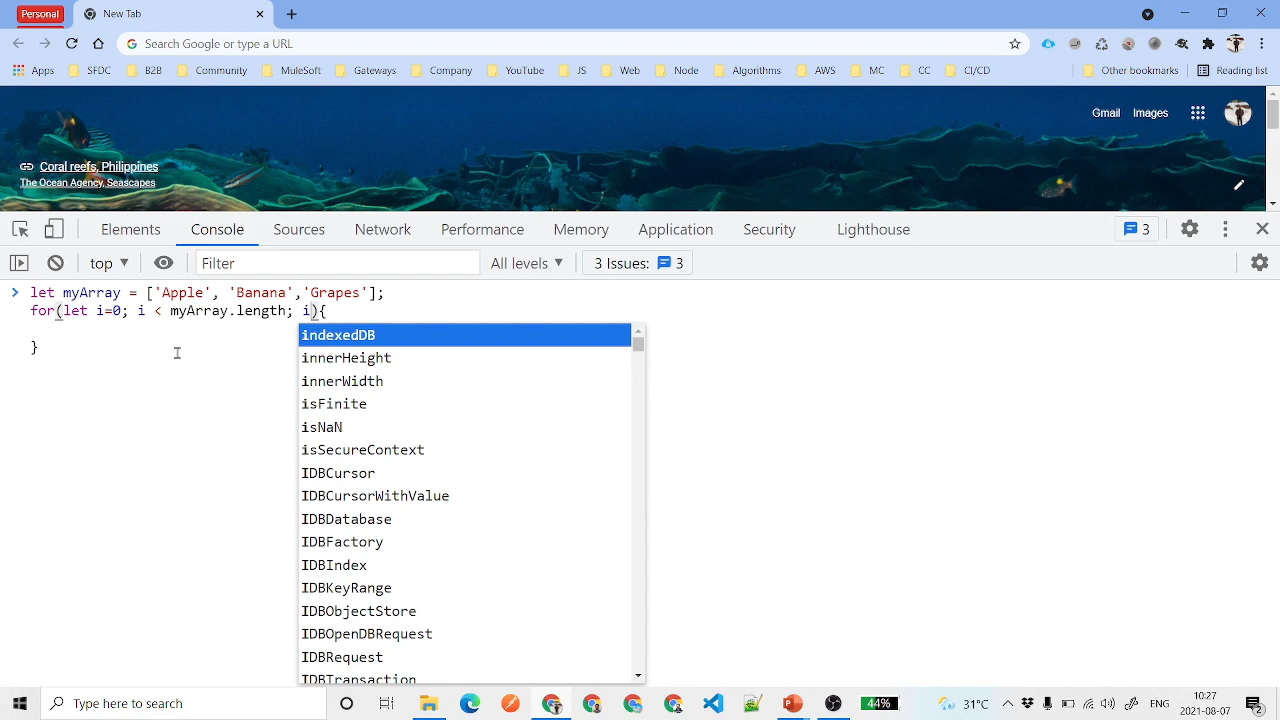 Personal
New Tab
Search Google or type a URL
Apps SFDC B2B Community MuleSoft Gateways Company YouTube JS Web Node Algorithms AWS MC CC CI/CD Other bookmarks Reading list
Gmail Images
Coral reefs, Philippines
The Ocean Agency, Seascapes
Elements Console Sources Network Performance Memory Application Security Lighthouse 3
top Filter All levels 3 Issues: 3
let myArray = ['Apple', 'Banana','Grapes'];
for(let i=0; i < myArray.length; i){
}
indexedDB
innerHeight
innerWidth
isFinite
isNaN
isSecureContext
IDBCursor
IDBCursorWithValue
IDBDatabase
IDBFactory
IDBIndex
IDBKeyRange
IDBObjectStore
IDBOpenDBRequest
IDBRequest
IDBTransaction
Type here to search
44%
31°C
ENG
10:27
2021-08-07
2